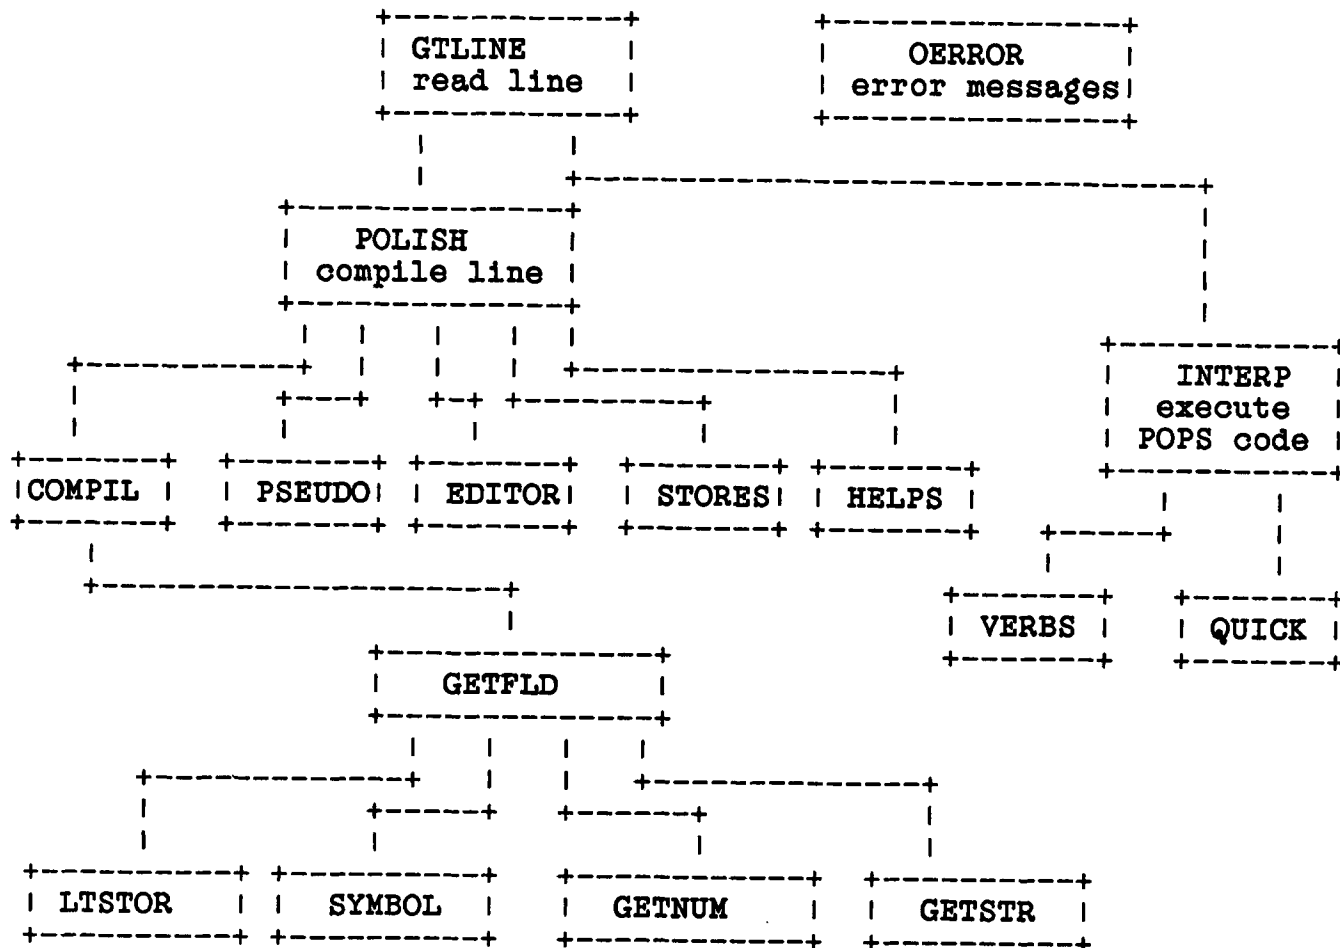 GTLINE
read line
OERROR
error messages
POLISH
compile line
INTERP
execute
POPS code
COMPIL
PSEUDO
EDITOR
STORES
HELPS
VERBS
QUICK
GETFLD
LTSTOR
SYMBOL
GETNUM
GETSTR